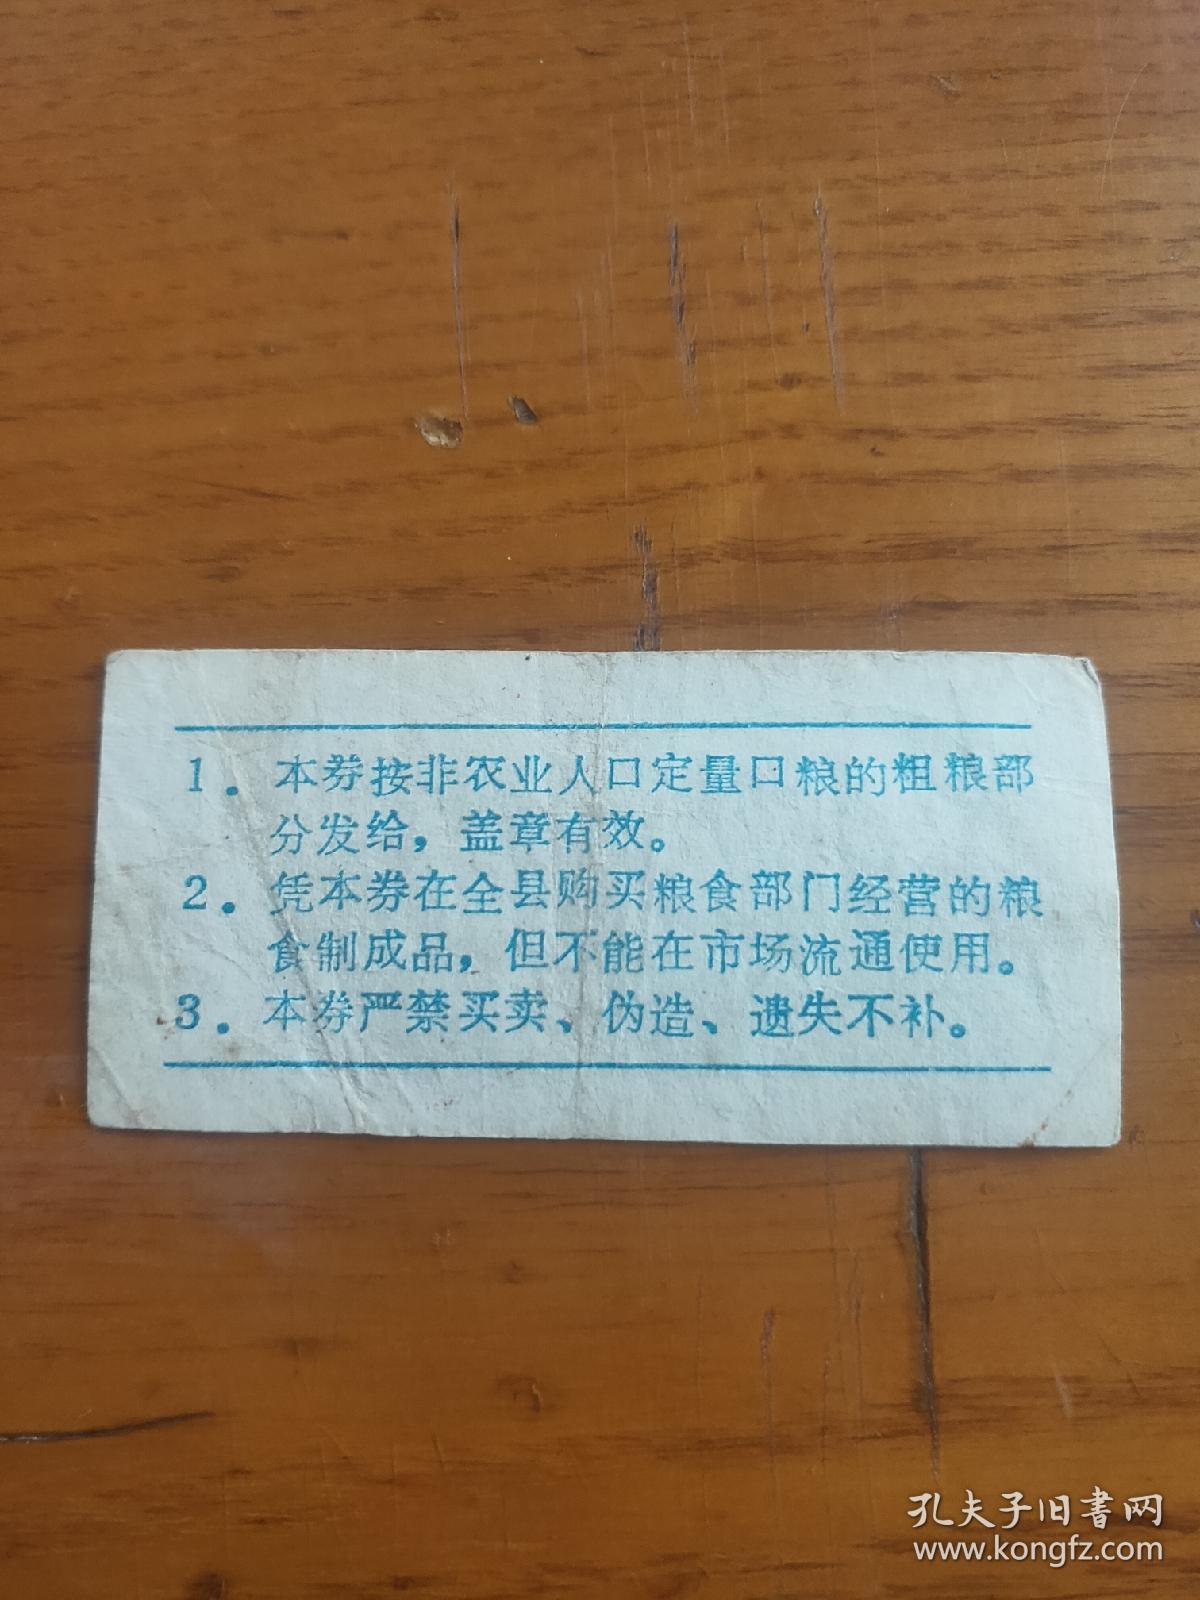 1. 本券按非农业人口定量口粮的粗粮部
分发给，盖章有效。
2. 凭本券在全县购买粮食部门经营的粮
食制成品，但不能在市场流通使用。
3. 本券严禁买卖、伪造、遗失不补。
孔夫子旧書网
www.kongfz.com